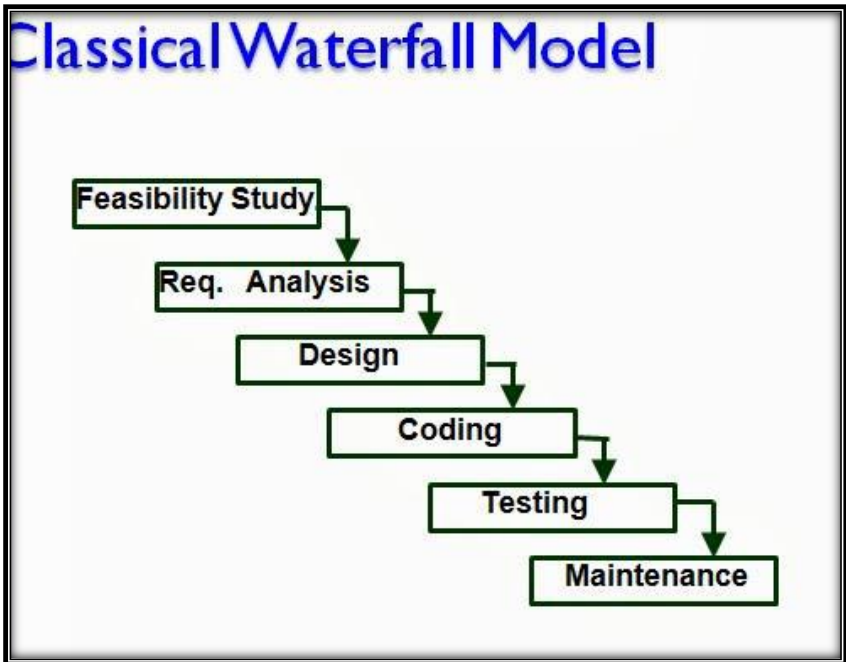 Classical Waterfall Model
Feasibility Study
Req. Analysis
Design
Coding
Testing
Maintenance